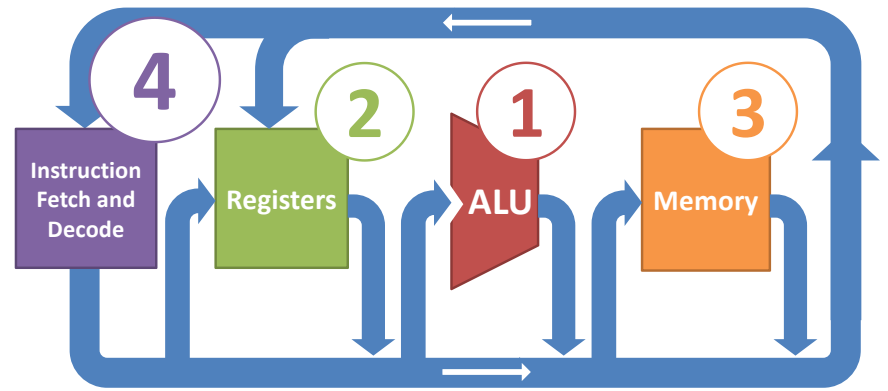 4
2
1
3
Instruction
Fetch and
Decode
Registers
ALU
Memory